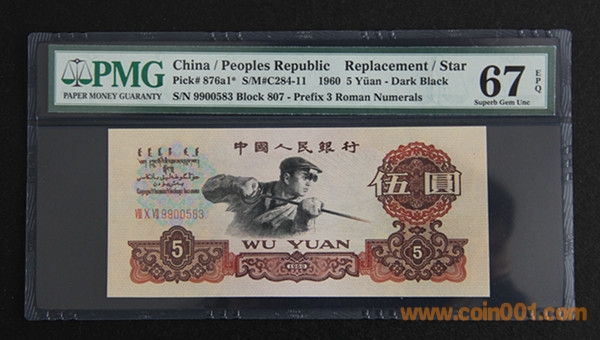 PMG
PAPER MONEY GUARANTY
China / Peoples Republic Replacement / Star
Pick# 876a1* S/M#C284-11 1960 5 Yüan - Dark Black
S/N 9900583 Block 807 - Prefix 3 Roman Numerals
67 EPQ
Superb Gem Unc
中國人民銀行
伍圓
Ⅷ Ⅹ Ⅶ 9900583
WU YUAN
5
1960
5
www.coin001.com